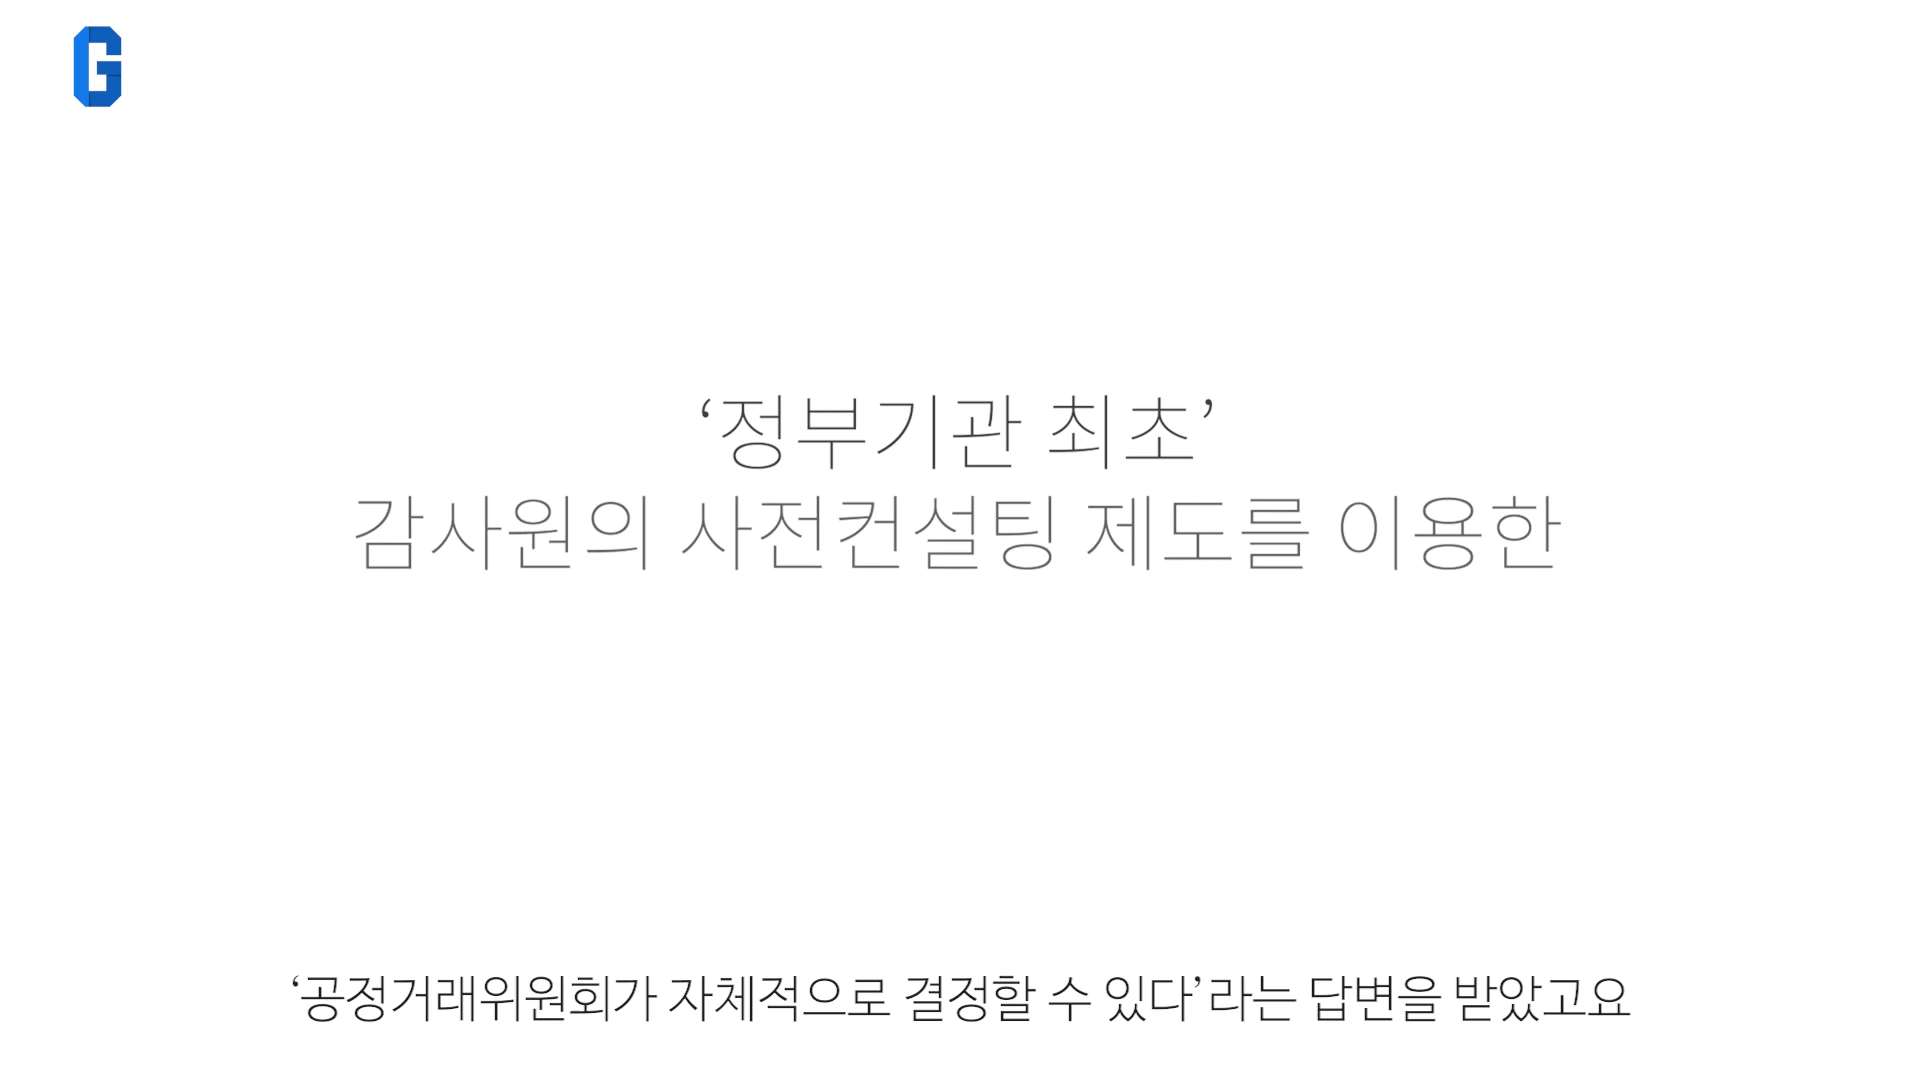 G
‘정부기관 최초’
감사원의 사전컨설팅 제도를 이용한
‘공정거래위원회가 자체적으로 결정할 수 있다’라는 답변을 받았고요